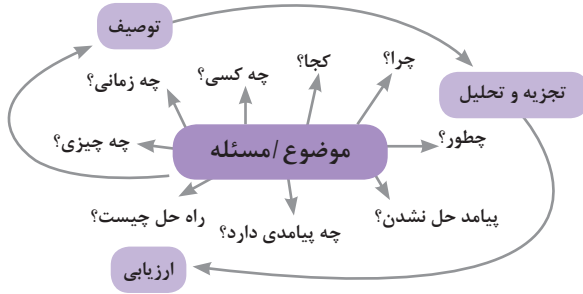 توصیف
چرا؟
کجا؟
چه کسی؟
چه زمانی؟
تجزیه و تحلیل
چطور؟
موضوع/مسئله
چه چیزی؟
پیامد حل نشدن؟
چه پیامدی دارد؟
راه حل چیست؟
ارزیابی